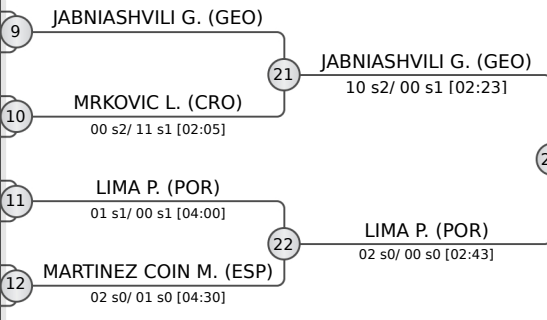 JABNIASHVILI G. (GEO)
9
21
JABNIASHVILI G. (GEO)
10 s2/ 00 s1 [02:23]
MRKOVIC L. (CRO)
10
00 s2/ 11 s1 [02:05]
LIMA P. (POR)
11
01 s1/ 00 s1 [04:00]
22
LIMA P. (POR)
02 s0/ 00 s0 [02:43]
MARTINEZ COIN M. (ESP)
12
02 s0/ 01 s0 [04:30]